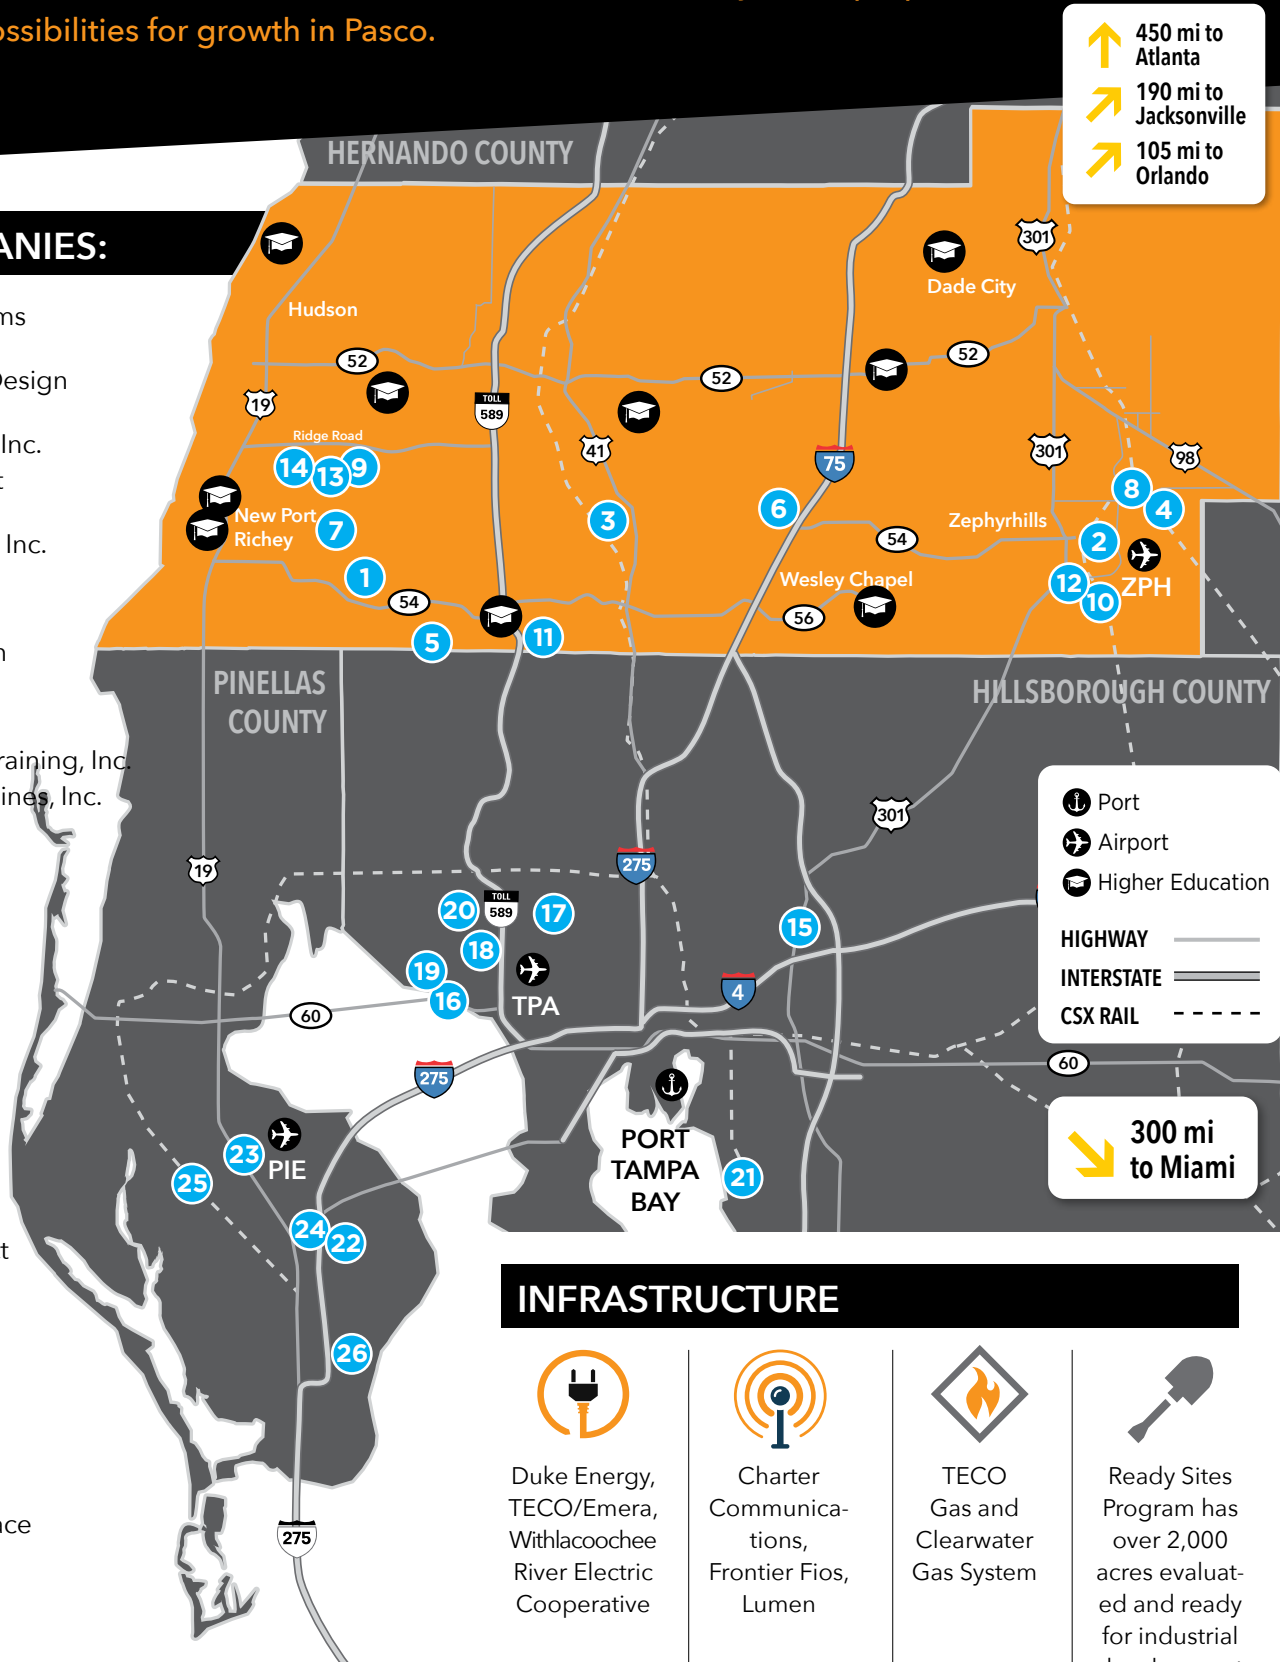 ossibilities for growth in Pasco.
450 mi to
Atlanta
190 mi to
Jacksonville
105 mi to
Orlando
HERNANDO COUNTY
ANIES:
ms
Design
Inc.
t
Inc.
n
raining, Inc.
ines, Inc.
t
nce
301
Dade City
Hudson
52
52
52
19
TOLL
589
Ridge Road
41
301
75
98
14
13
9
8
4
6
3
New Port
Richey
7
Zephyrhills
54
2
ZPH
1
Wesley Chapel
12
10
54
56
5
11
PINELLAS
COUNTY
HILLSBOROUGH COUNTY
Port
Airport
Higher Education
HIGHWAY
INTERSTATE
CSX RAIL
301
19
275
20
TOLL
589
17
15
18
19
16
TPA
4
60
60
275
PORT
TAMPA
BAY
300 mi
to Miami
23
PIE
25
21
24
22
26
275
INFRASTRUCTURE
Duke Energy,
TECO/Emera,
Withlacoochee
River Electric
Cooperative
Charter
Communica-
tions,
Frontier Fios,
Lumen
TECO
Gas and
Clearwater
Gas System
Ready Sites
Program has
over 2,000
acres evaluat-
ed and ready
for industrial